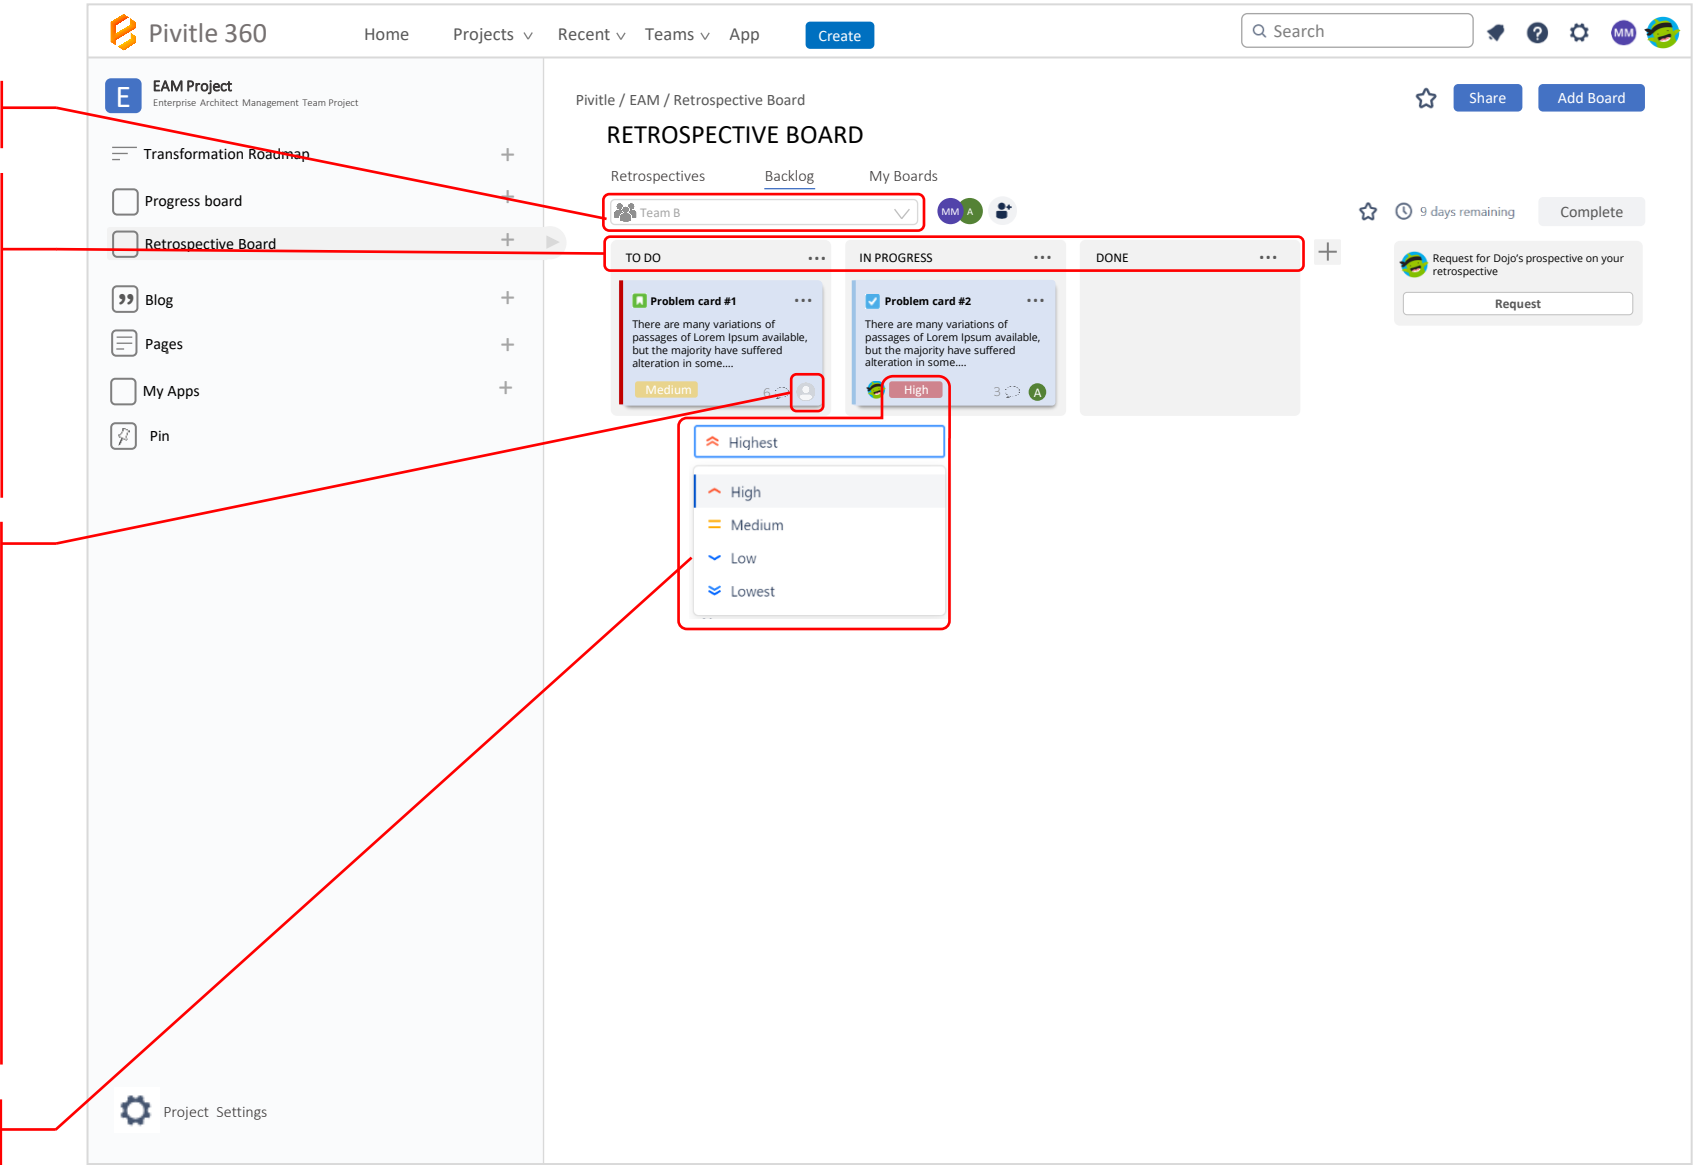 Pivitle 360
Home
Projects
Recent
Teams
App
Create
Search
MM
E
EAM Project
Enterprise Architect Management Team Project
Transformation Roadmap
Progress board
Retrospective Board
Blog
Pages
My Apps
Pin
Project Settings
Pivitle / EAM / Retrospective Board
Share
Add Board
RETROSPECTIVE BOARD
Retrospectives
Backlog
My Boards
Team B
MM
A
9 days remaining
Complete
TO DO
IN PROGRESS
DONE
Request for Dojo's prospective on your
retrospective
Request
Problem card #1
There are many variations of
passages of Lorem Ipsum available,
but the majority have suffered
alteration in some....
Medium
6
Problem card #2
There are many variations of
passages of Lorem Ipsum available,
but the majority have suffered
alteration in some....
High
3
A
Highest
High
Medium
Low
Lowest